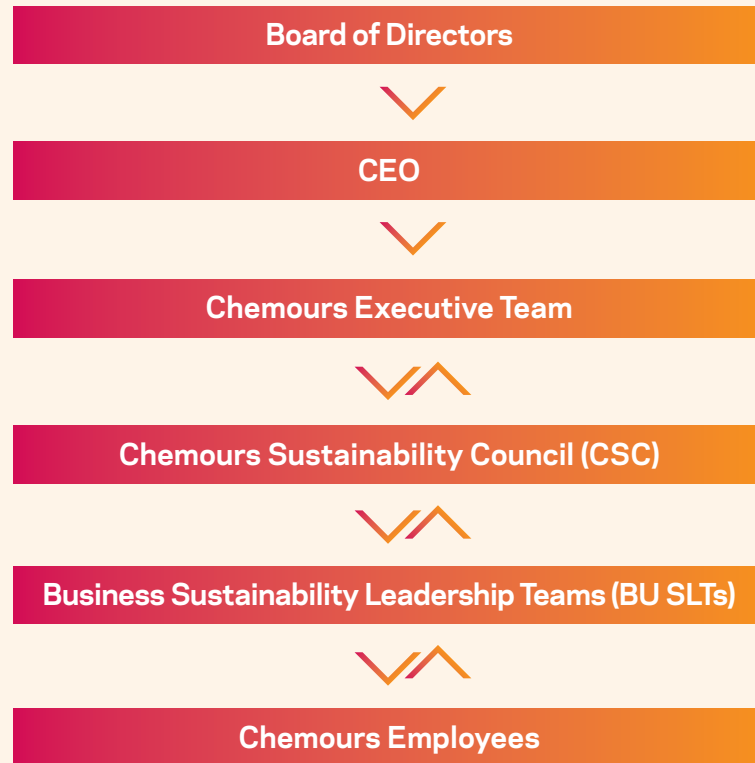 Board of Directors
CEO
Chemours Executive Team
Chemours Sustainability Council (CSC)
Business Sustainability Leadership Teams (BU SLTs)
Chemours Employees